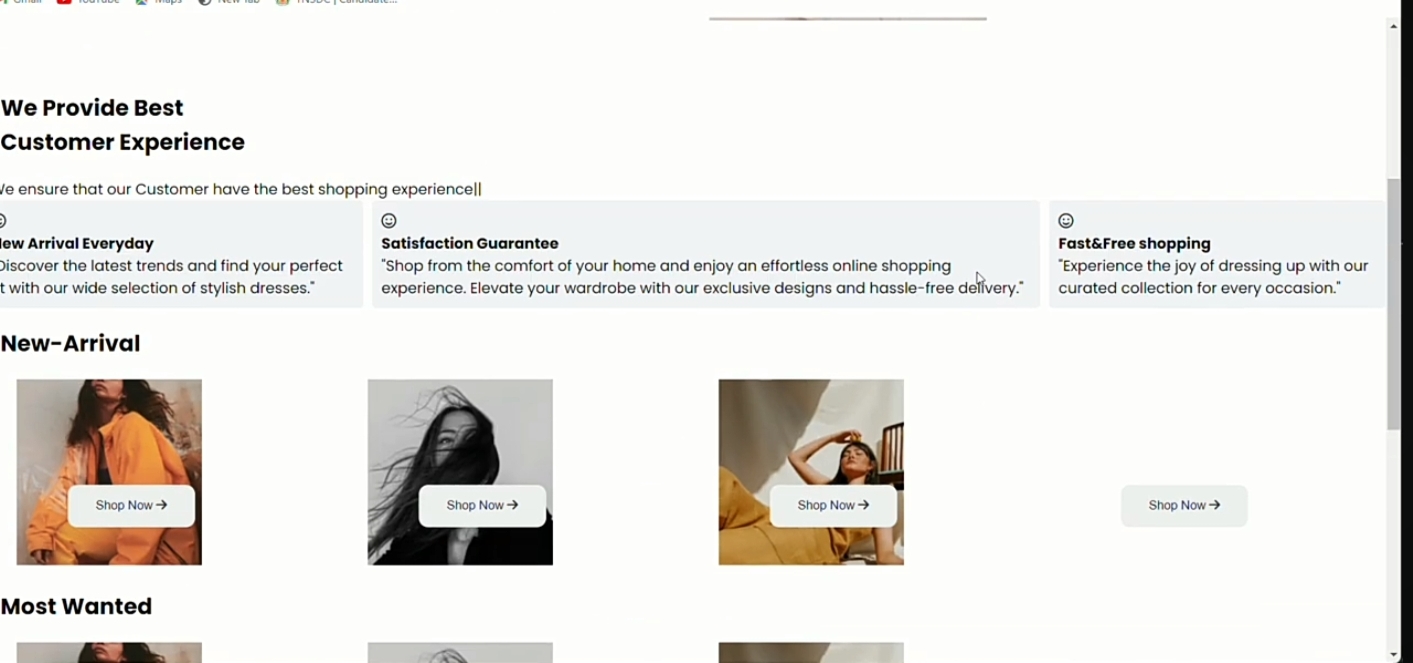 Gmail YouTube Maps New Tab TNSDC | Candidate...
We Provide Best
Customer Experience
We ensure that our Customer have the best shopping experience||
New Arrival Everyday
Discover the latest trends and find your perfect
t with our wide selection of stylish dresses."
Satisfaction Guarantee
"Shop from the comfort of your home and enjoy an effortless online shopping
experience. Elevate your wardrobe with our exclusive designs and hassle-free delivery."
Fast&Free shopping
"Experience the joy of dressing up with our
curated collection for every occasion."
New-Arrival
Shop Now →
Shop Now →
Shop Now →
Shop Now →
Most Wanted